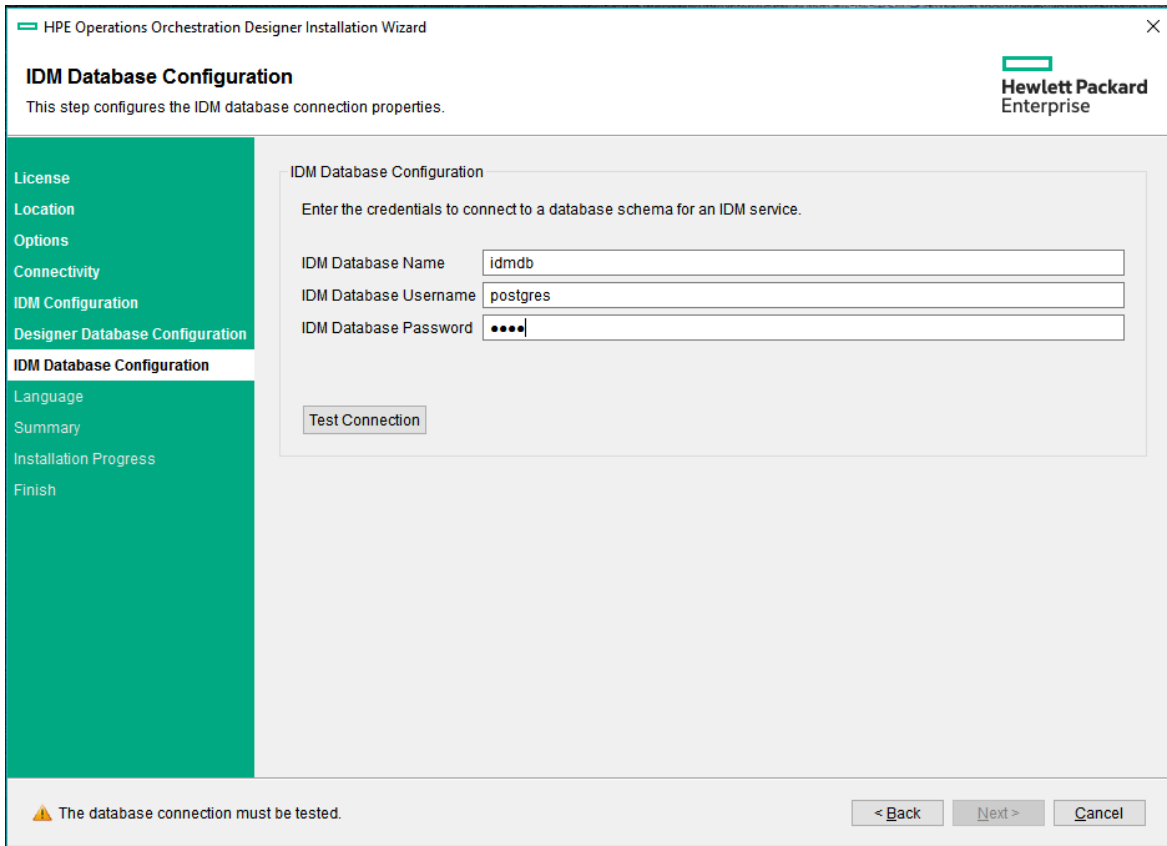 HPE Operations Orchestration Designer Installation Wizard
IDM Database Configuration
This step configures the IDM database connection properties.
Hewlett Packard
Enterprise
License
Location
Options
Connectivity
IDM Configuration
Designer Database Configuration
IDM Database Configuration
Language
Summary
Installation Progress
Finish
IDM Database Configuration
Enter the credentials to connect to a database schema for an IDM service.
IDM Database Name idmdb
IDM Database Username postgres
IDM Database Password ●●●●
Test Connection
The database connection must be tested.
< Back Next > Cancel